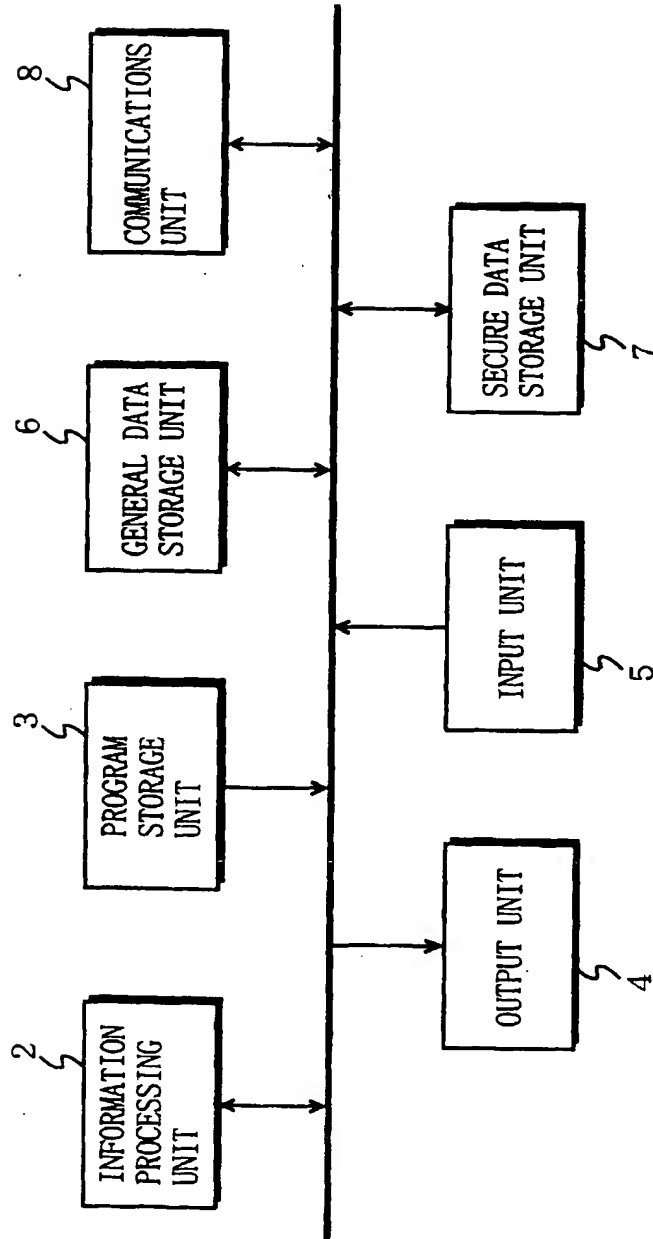 2
INFORMATION
PROCESSING
UNIT
3
PROGRAM
STORAGE
UNIT
6
GENERAL DATA
STORAGE UNIT
8
COMMUNICATIONS
UNIT
OUTPUT UNIT
4
INPUT UNIT
5
SECURE DATA
STORAGE UNIT
7